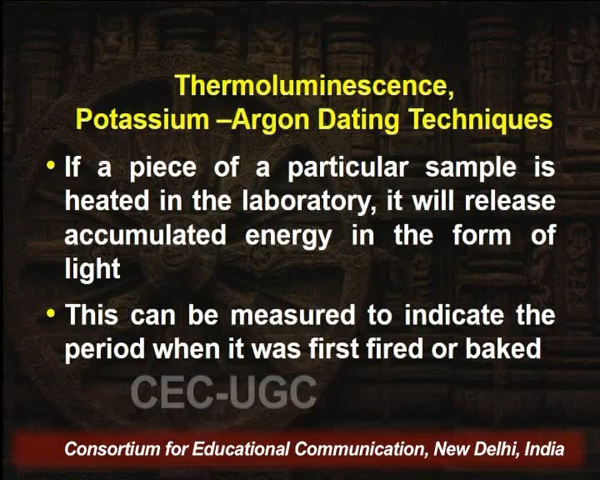 Thermoluminescence,
Potassium –Argon Dating Techniques
• If a piece of a particular sample is
heated in the laboratory, it will release
accumulated energy in the form of
light
• This can be measured to indicate the
period when it was first fired or baked
CEC-UGC
Consortium for Educational Communication, New Delhi, India